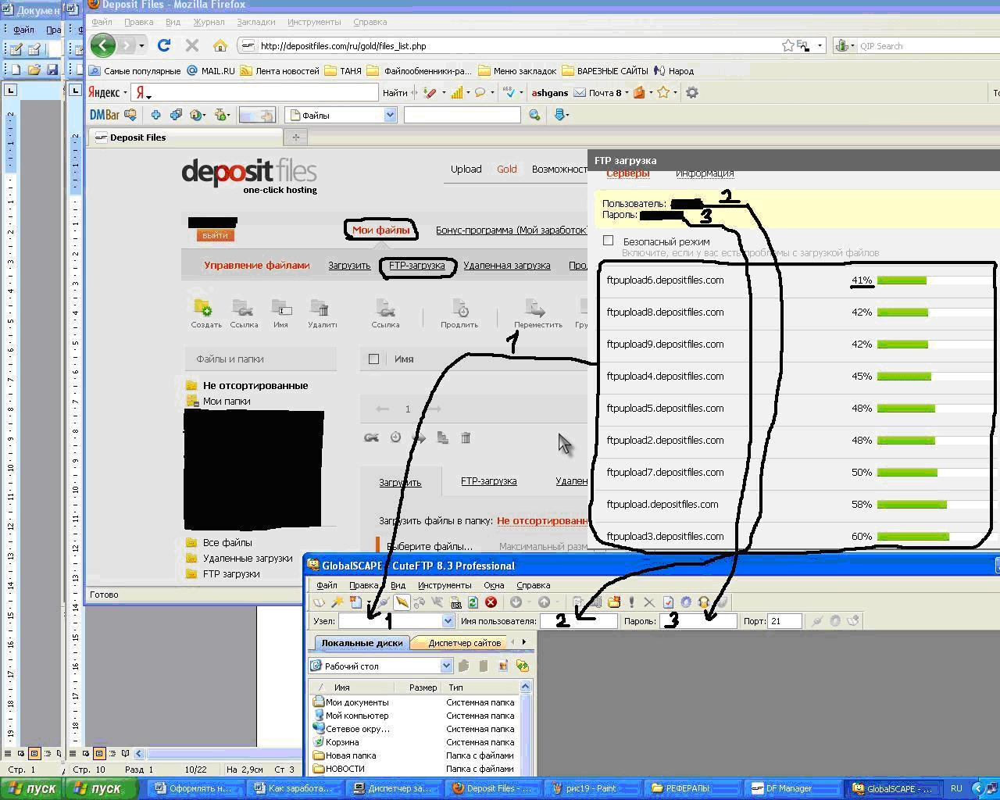 Докумен
Deposit Files - Mozilla Firefox
Файл Пра
Файл Правка Вид Журнал Закладки Инструменты Справка
http://depositfiles.com/ru/gold/files_list.php
QIP Search
Самые популярные MAIL.RU Лента новостей ТАНЯ Файлообменники-ра... Меню закладок ВАРЕЗНЫЕ САЙТЫ Народ
Яндекс Я Найти ashgans Почта 8
DMBar Файлы
Deposit Files
FTP загрузка
depositfiles
one-click hosting
Upload Gold Возможност
Серверы Информация
Пользователь: 2
Пароль: 3
ВЫЙТИ
Мои файлы Бонус-программа (Мой заработок
Безопасный режим
Включите, если у вас есть проблемы с загрузкой файлов
Управление файлами Загрузить FTP-загрузка Удаленная загрузка Про
ftpupload6.depositfiles.com 41%
ftpupload8.depositfiles.com 42%
ftpupload9.depositfiles.com 42%
ftpupload4.depositfiles.com 45%
ftpupload5.depositfiles.com 48%
ftpupload2.depositfiles.com 48%
ftpupload7.depositfiles.com 50%
ftpupload.depositfiles.com 58%
ftpupload3.depositfiles.com 60%
Создать Ссылка Имя Удалить Ссылка Продлить Переместить Гру
1
Файлы и папки Имя
Не отсортированные
Мои папки
1
Загрузить FTP-загрузка Удален
Загрузить файлы в папку: Не отсортированн
Выберите файлы... Максимальный разм
Все файлы
Удаленные загрузки
FTP загрузки
Готово
GlobalSCAPE - CuteFTP 8.3 Professional
Файл Правка Вид Инструменты Окна Справка
Узел: 1 Имя пользователя: 2 Пароль: 3 Порт: 21
Локальные диски Диспетчер сайтов
Рабочий стол
Имя Размер Тип
Мои документы Системная папка
Мой компьютер Системная папка
Сетевое окру... Системная папка
Корзина Системная папка
Новая папка Папка с файлами
НОВОСТИ Папка с файлами
Стр. 1 Стр. 10 Разд 1 10/22 На 2,9см Ст 3
пуск пуск Оформлять н... Как заработа... Диспетчер за... Deposit Files - ... рис19 - Paint РЕФЕРАЛЫ DF Manager GlobalSCAPE - ... RU